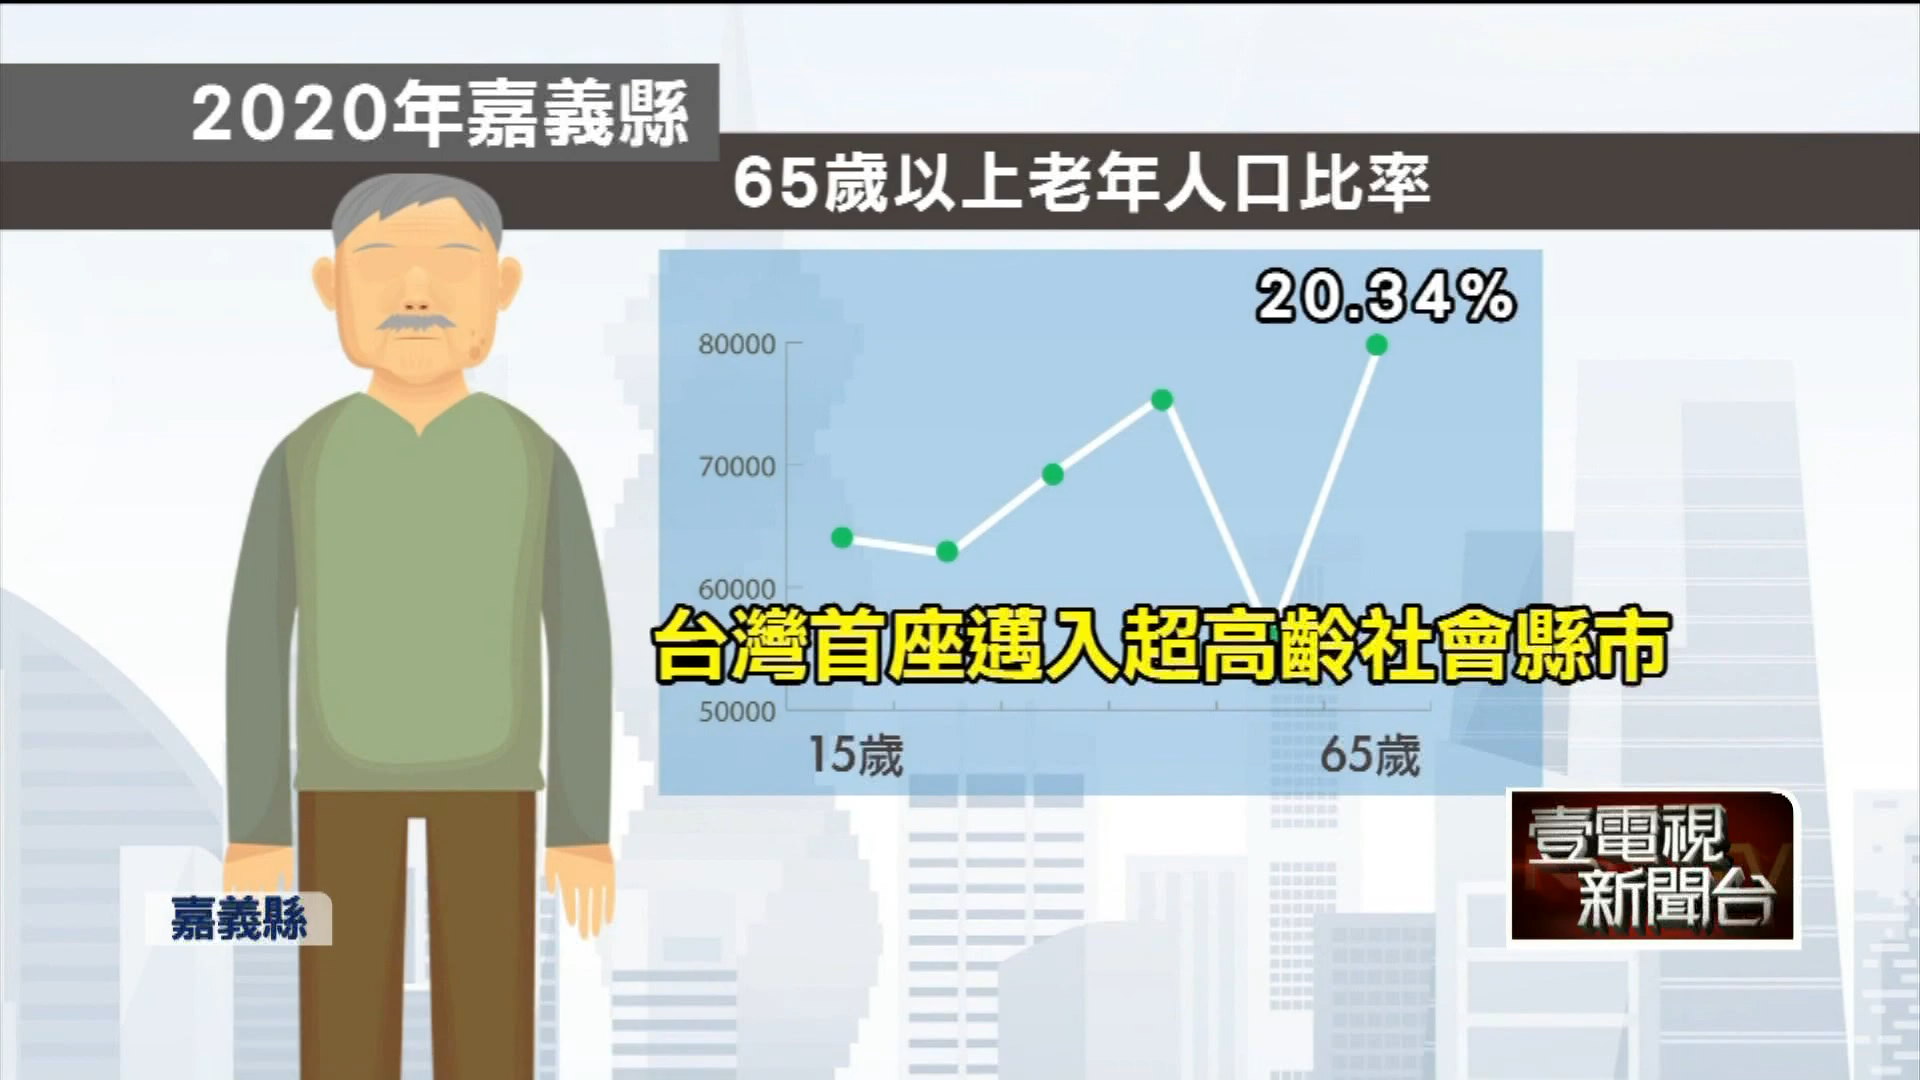 2020年嘉義縣
65歲以上老年人口比率
20.34%
80000
70000
60000
台灣首座邁入超高齡社會縣市
50000
15歲
65歲
壹電視
新聞台
嘉義縣